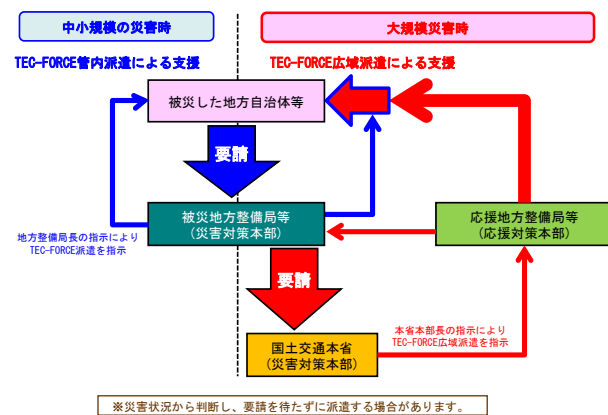 中小規模の災害時
大規模災害時
TEC-FORCE管内派遣による支援
TEC-FORCE広域派遣による支援
被災した地方自治体等
要請
被災地方整備局等
(災害対策本部)
応援地方整備局等
(応援対策本部)
地方整備局長の指示により
TEC-FORCE派遣を指示
要請
本省本部長の指示により
TEC-FORCE広域派遣を指示
国土交通本省
(災害対策本部)
※災害状況から判断し、要請を待たずに派遣する場合があります。